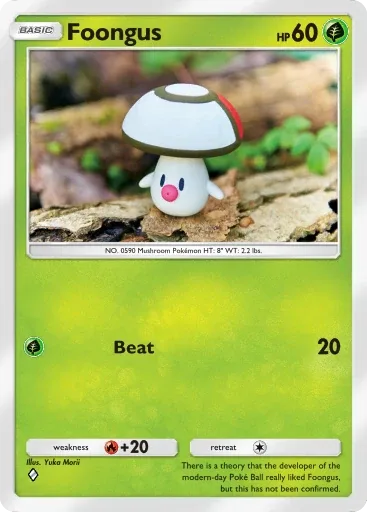 BASIC Foongus HP 60
NO. 0590 Mushroom Pokémon HT: 8" WT: 2.2 lbs.
Beat 20
weakness +20 retreat
Illus. Yuka Morii
There is a theory that the developer of the
modern-day Poké Ball really liked Foongus,
but this has not been confirmed.